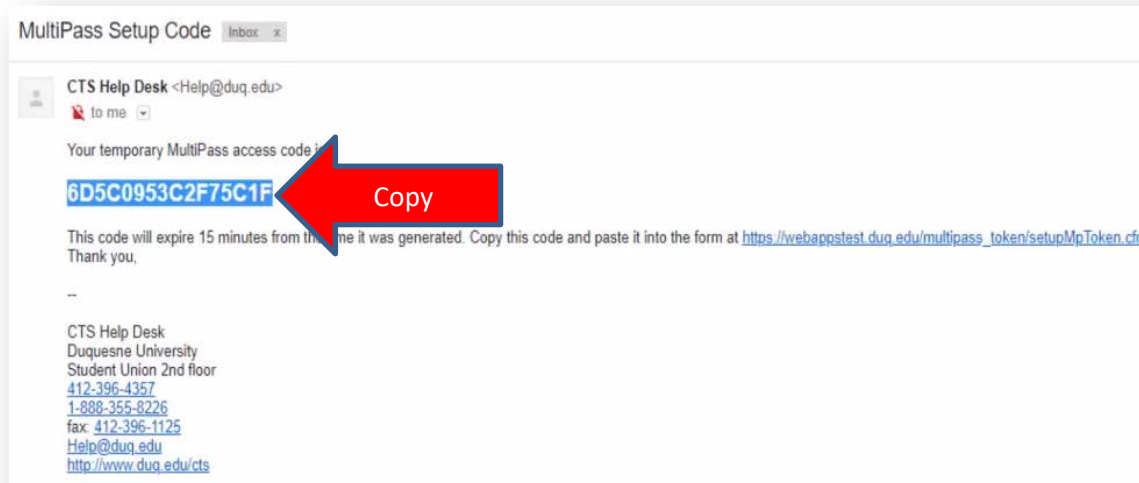 MultiPass Setup Code Inbox x
CTS Help Desk <Help@duq.edu>
to me
Your temporary MultiPass access code
6D5C0953C2F75C1F
Copy
This code will expire 15 minutes from it was generated. Copy this code and paste it into the form at https://webappstest.duq.edu/multipass_token/setupMpToken.cfm
Thank you,
--
CTS Help Desk
Duquesne University
Student Union 2nd floor
412-396-4357
1-888-355-8226
fax: 412-396-1125
Help@duq.edu
http://www.duq.edu/cts